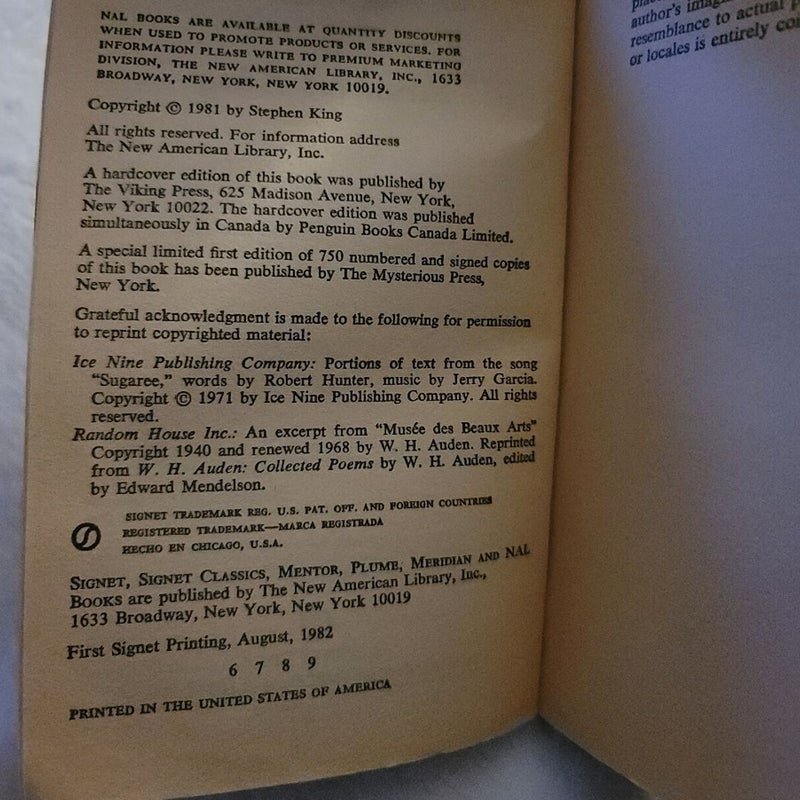 NAL BOOKS ARE AVAILABLE AT QUANTITY DISCOUNTS
WHEN USED TO PROMOTE PRODUCTS OR SERVICES. FOR
INFORMATION PLEASE WRITE TO PREMIUM MARKETING
DIVISION, THE NEW AMERICAN LIBRARY, INC., 1633
BROADWAY, NEW YORK, NEW YORK 10019.
Copyright © 1981 by Stephen King
All rights reserved. For information address
The New American Library, Inc.
A hardcover edition of this book was published by
The Viking Press, 625 Madison Avenue, New York,
New York 10022. The hardcover edition was published
simultaneously in Canada by Penguin Books Canada Limited.
A special limited first edition of 750 numbered and signed copies
of this book has been published by The Mysterious Press,
New York.
Grateful acknowledgment is made to the following for permission
to reprint copyrighted material:
Ice Nine Publishing Company: Portions of text from the song
"Sugaree," words by Robert Hunter, music by Jerry Garcia.
Copyright © 1971 by Ice Nine Publishing Company. All rights
reserved.
Random House Inc.: An excerpt from "Musée des Beaux Arts"
Copyright 1940 and renewed 1968 by W. H. Auden. Reprinted
from W. H. Auden: Collected Poems by W. H. Auden, edited
by Edward Mendelson.
SIGNET TRADEMARK REG. U.S. PAT. OFF. AND FOREIGN COUNTRIES
REGISTERED TRADEMARK—MARCA REGISTRADA
HECHO EN CHICAGO, U.S.A.
SIGNET, SIGNET CLASSICS, MENTOR, PLUME, MERIDIAN AND NAL
BOOKS are published by The New American Library, Inc.,
1633 Broadway, New York, New York 10019
First Signet Printing, August, 1982
6 7 8 9
PRINTED IN THE UNITED STATES OF AMERICA
author's
resemblance to actual
or locales is entirely